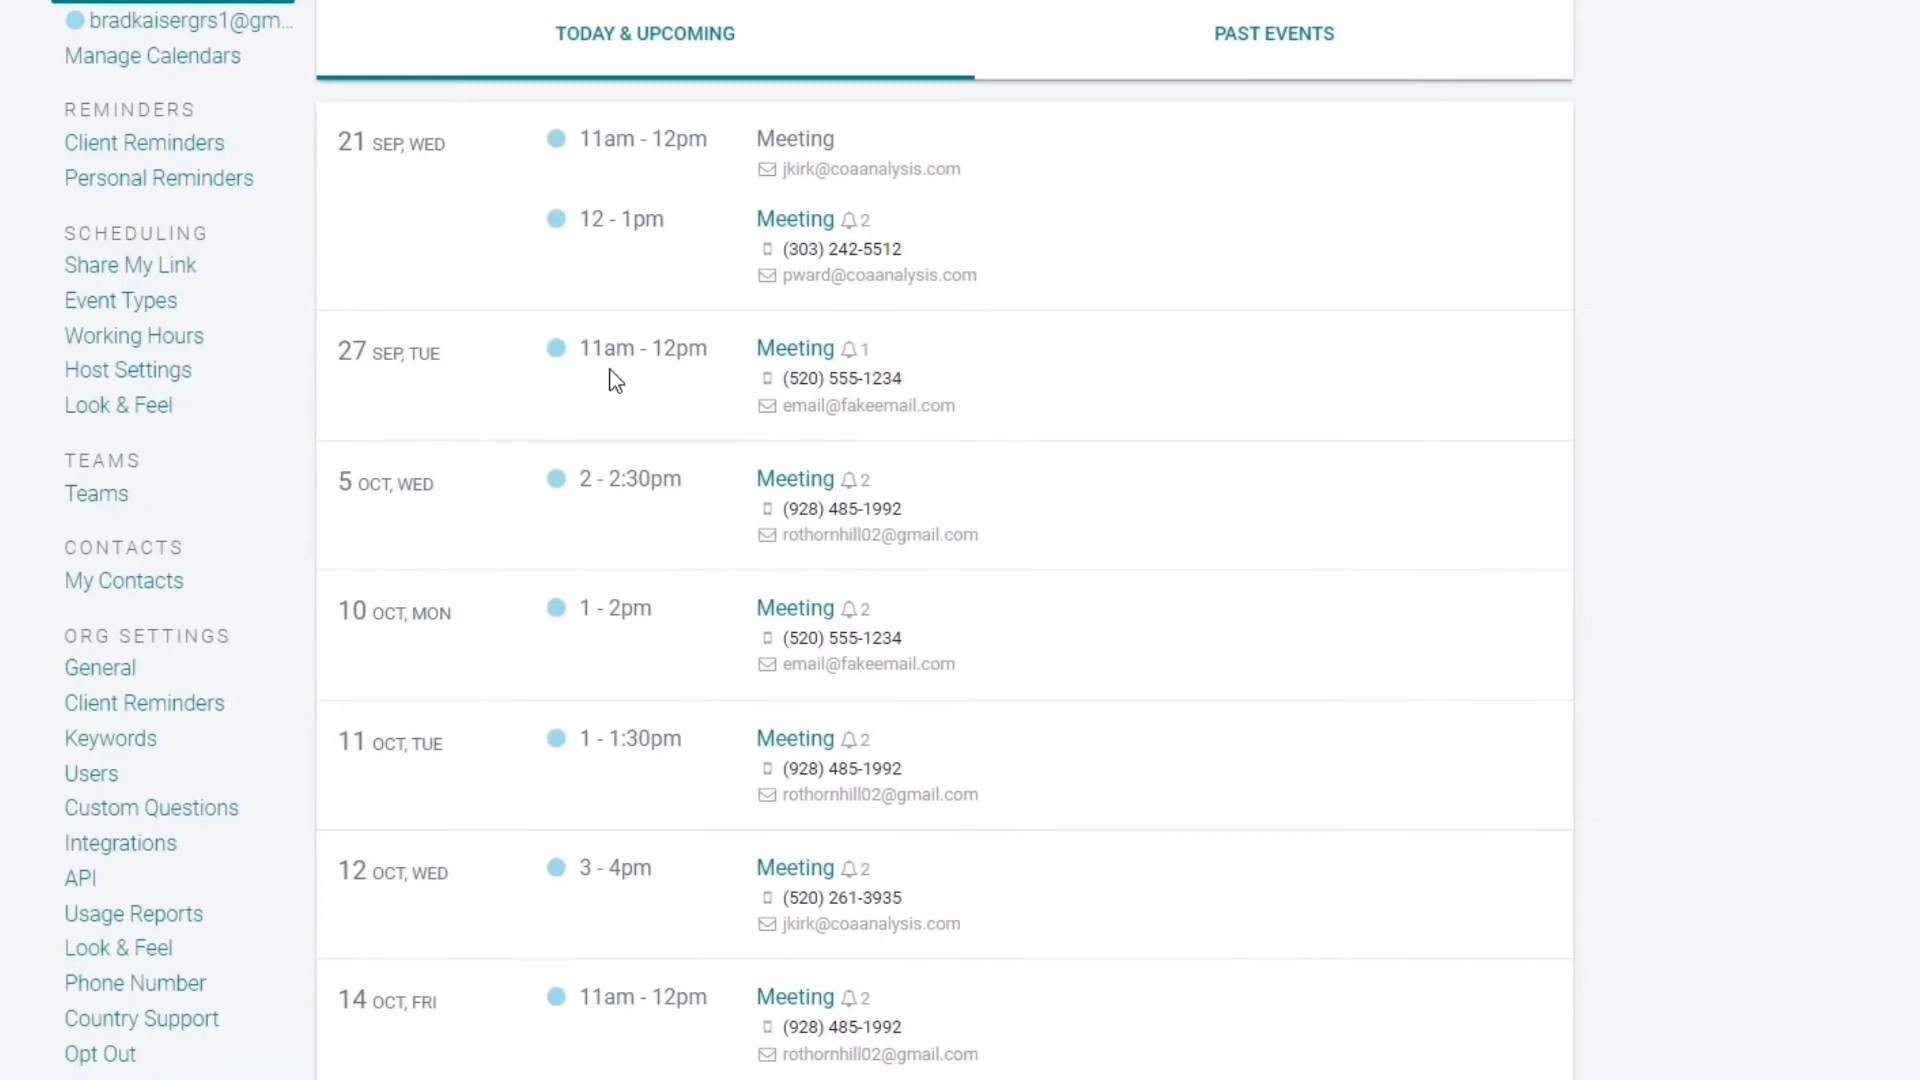 bradkaisergrs1@gm...
Manage Calendars
REMINDERS
Client Reminders
Personal Reminders
SCHEDULING
Share My Link
Event Types
Working Hours
Host Settings
Look & Feel
TEAMS
Teams
CONTACTS
My Contacts
ORG SETTINGS
General
Client Reminders
Keywords
Users
Custom Questions
Integrations
API
Usage Reports
Look & Feel
Phone Number
Country Support
Opt Out
TODAY & UPCOMING PAST EVENTS
21 SEP, WED 11am - 12pm Meeting
jkirk@coaanalysis.com
12 - 1pm Meeting 2
(303) 242-5512
pward@coaanalysis.com
27 SEP, TUE 11am - 12pm Meeting 1
(520) 555-1234
email@fakeemail.com
5 OCT, WED 2 - 2:30pm Meeting 2
(928) 485-1992
rothornhill02@gmail.com
10 OCT, MON 1 - 2pm Meeting 2
(520) 555-1234
email@fakeemail.com
11 OCT, TUE 1 - 1:30pm Meeting 2
(928) 485-1992
rothornhill02@gmail.com
12 OCT, WED 3 - 4pm Meeting 2
(520) 261-3935
jkirk@coaanalysis.com
14 OCT, FRI 11am - 12pm Meeting 2
(928) 485-1992
rothornhill02@gmail.com